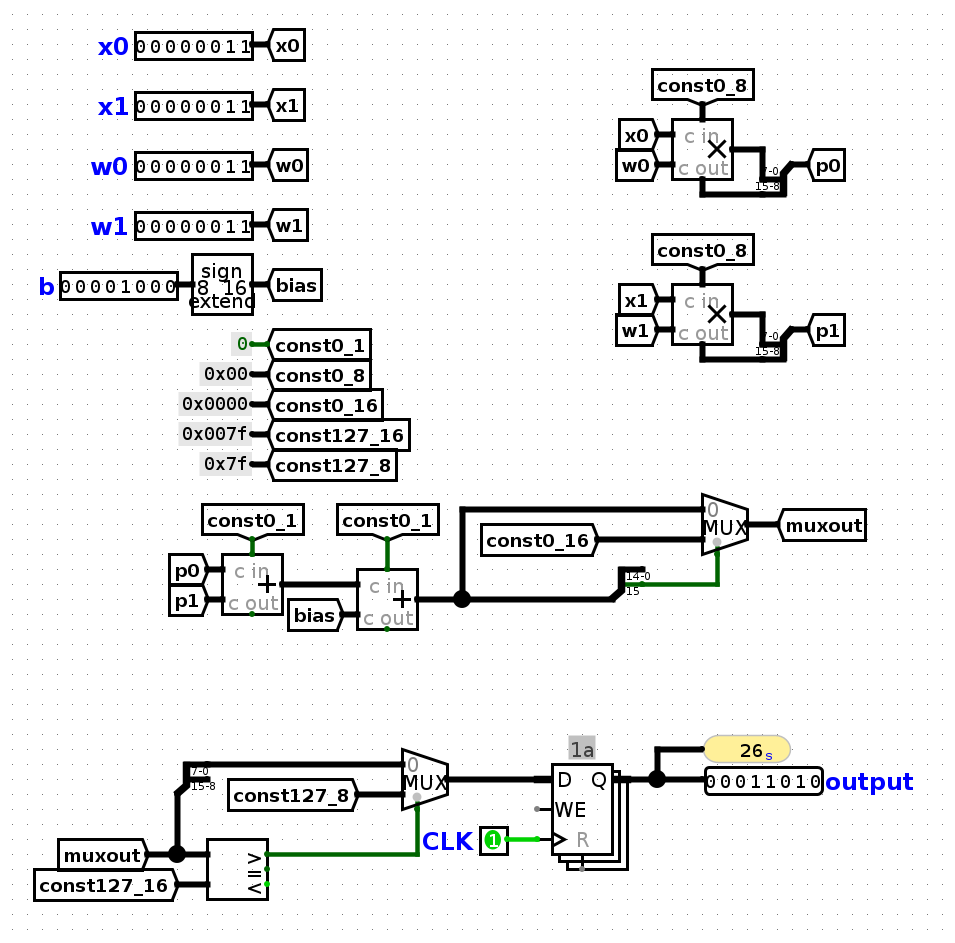 x0 00000011 x0
x1 00000011 x1
w0 00000011 w0
w1 00000011 w1
b 00001000 sign 8 16 extend bias
0 const0_1
0x00 const0_8
0x0000 const0_16
0x007f const127_16
0x7f const127_8
const0_8
x0 c in
w0 c out 7-0 15-8 p0
const0_8
x1 c in
w1 c out 7-0 15-8 p1
const0_1 const0_1
p0 c in
p1 c out
c in
bias c out
const0_16 0 MUX muxout
14-0
15
7-0
15-8
const127_8 0 MUX
muxout
const127_16
> = <
CLK 1
1a
D Q
WE
R
26s
00011010 output